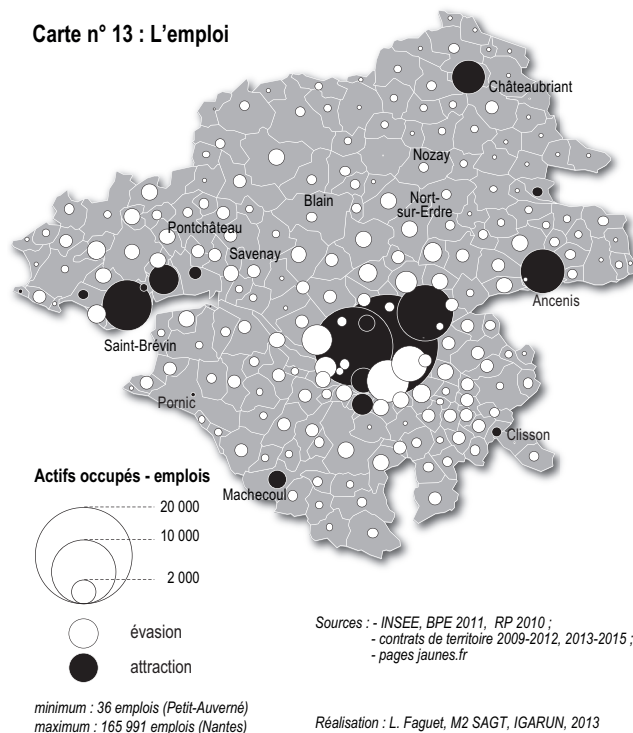 Carte n° 13 : L'emploi
Châteaubriant
Nozay
Blain
Nort-
sur-Erdre
Pontchâteau
Savenay
Ancenis
Saint-Brévin
Pornic
Clisson
Machecoul
Actifs occupés - emplois
20 000
10 000
2 000
évasion
attraction
minimum : 36 emplois (Petit-Auverné)
maximum : 165 991 emplois (Nantes)
Sources : - INSEE, BPE 2011, RP 2010 ;
- contrats de territoire 2009-2012, 2013-2015 ;
- pages jaunes.fr
Réalisation : L. Faguet, M2 SAGT, IGARUN, 2013